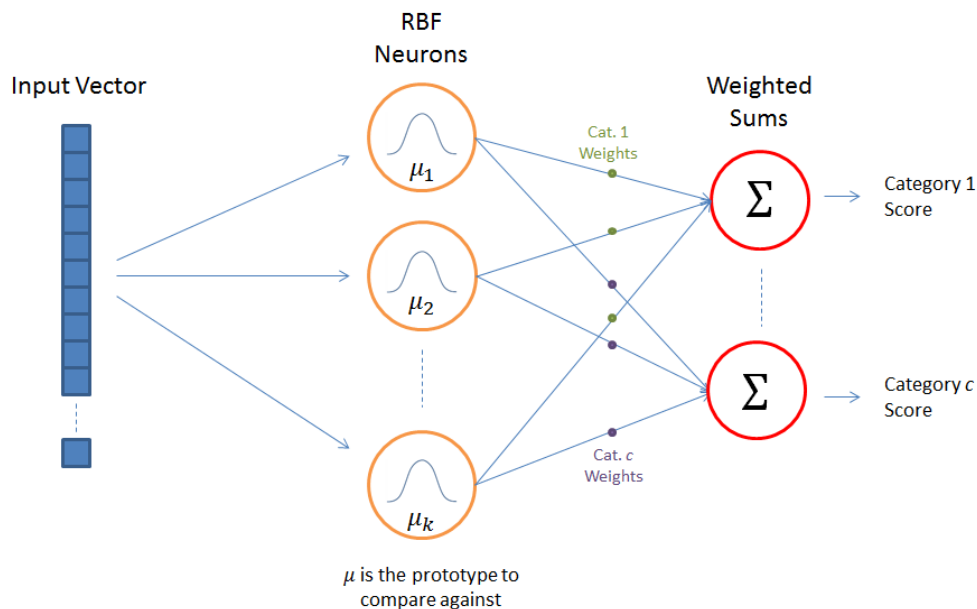 RBF
Neurons
Input Vector
Weighted
Sums
Cat. 1
Weights
μ₁
Σ
Category 1
Score
μ₂
Σ
Category c
Score
Cat. c
Weights
μₖ
μ is the prototype to
compare against